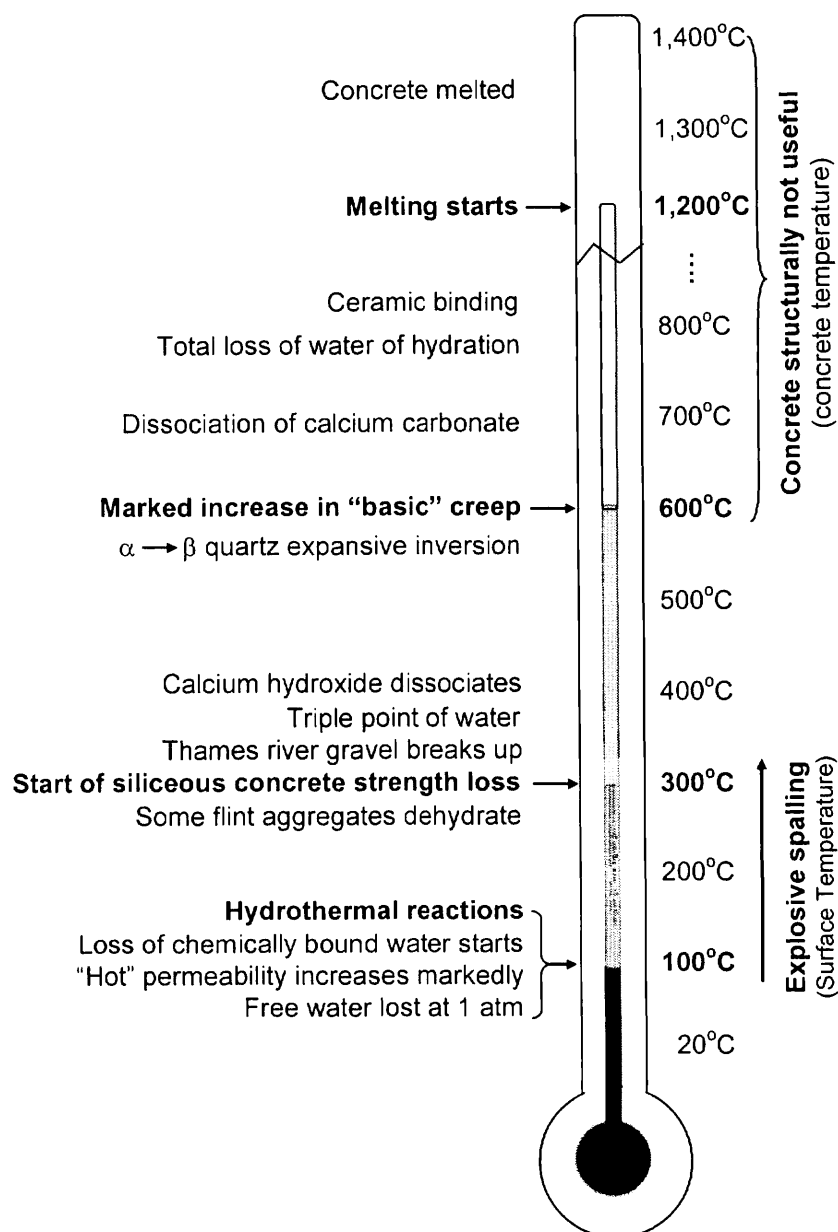 1,400°C
Concrete melted
1,300°C
Melting starts
1,200°C
Ceramic binding
800°C
Total loss of water of hydration
Dissociation of calcium carbonate
700°C
Marked increase in “basic” creep
600°C
α → β quartz expansive inversion
500°C
Calcium hydroxide dissociates
400°C
Triple point of water
Thames river gravel breaks up
Start of siliceous concrete strength loss
300°C
Some flint aggregates dehydrate
200°C
Hydrothermal reactions
Loss of chemically bound water starts
100°C
“Hot” permeability increases markedly
Free water lost at 1 atm
20°C
Concrete structurally not useful
(concrete temperature)
Explosive spalling
(Surface Temperature)